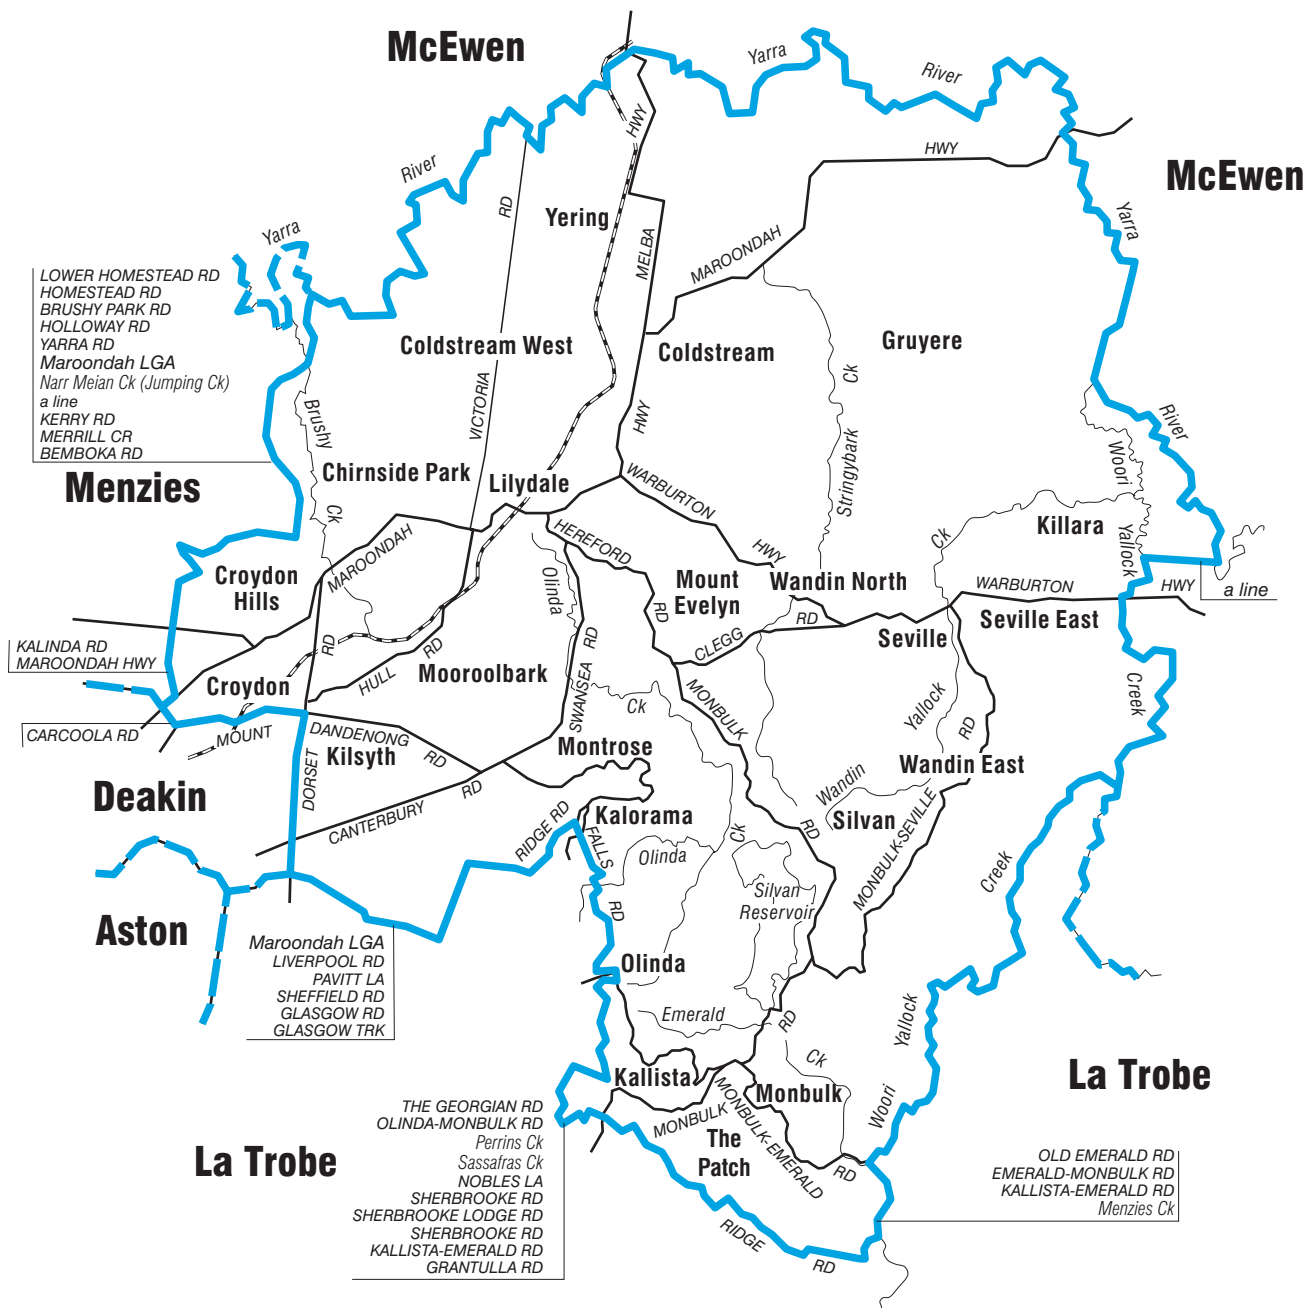 McEwen
Yarra
River
River
HWY
HWY
McEwen
RD
Yering
Yarra
Yarra
MELBA
MAROONDAH
LOWER HOMESTEAD RD
HOMESTEAD RD
BRUSHY PARK RD
HOLLOWAY RD
YARRA RD
Maroondah LGA
Narr Meian Ck (Jumping Ck)
a line
KERRY RD
MERRILL CR
BEMBOKA RD
Coldstream West
Coldstream
Gruyere
Ck
VICTORIA
HWY
Brushy
Ck
River
Woori
Yallock
Menzies
Chirnside Park
Lilydale
WARBURTON
HWY
Stringybark
Ck
Killara
MAROONDAH
HEREFORD
RD
Croydon
Hills
Olinda
Mount
Evelyn
Wandin North
WARBURTON
HWY
a line
Seville East
KALINDA RD
MAROONDAH HWY
RD
HULL
RD
Mooroolbark
SWANSEA
RD
CLEGG
RD
Seville
Croydon
MONBULK
Ck
Yallock
RD
Creek
CARCOOLA RD
MOUNT
DANDENONG
RD
Kilsyth
Montrose
Wandin East
Deakin
DORSET
CANTERBURY
RD
RIDGE RD
Kalorama
FALLS
RD
Wandin
Silvan
MONBULK-SEVILLE
Ck
RD
Olinda
Creek
Silvan
Reservoir
Aston
Maroondah LGA
LIVERPOOL RD
PAVITT LA
SHEFFIELD RD
GLASGOW RD
GLASGOW TRK
Olinda
Emerald
RD
Ck
Yallock
Woori
Kallista
Monbulk
La Trobe
THE GEORGIAN RD
OLINDA-MONBULK RD
Perrins Ck
Sassafras Ck
NOBLES LA
SHERBROOKE RD
SHERBROOKE LODGE RD
SHERBROOKE RD
KALLISTA-EMERALD RD
GRANTULLA RD
MONBULK
MONBULK-EMERALD
RD
The
Patch
La Trobe
OLD EMERALD RD
EMERALD-MONBULK RD
KALLISTA-EMERALD RD
Menzies Ck
RIDGE
RD